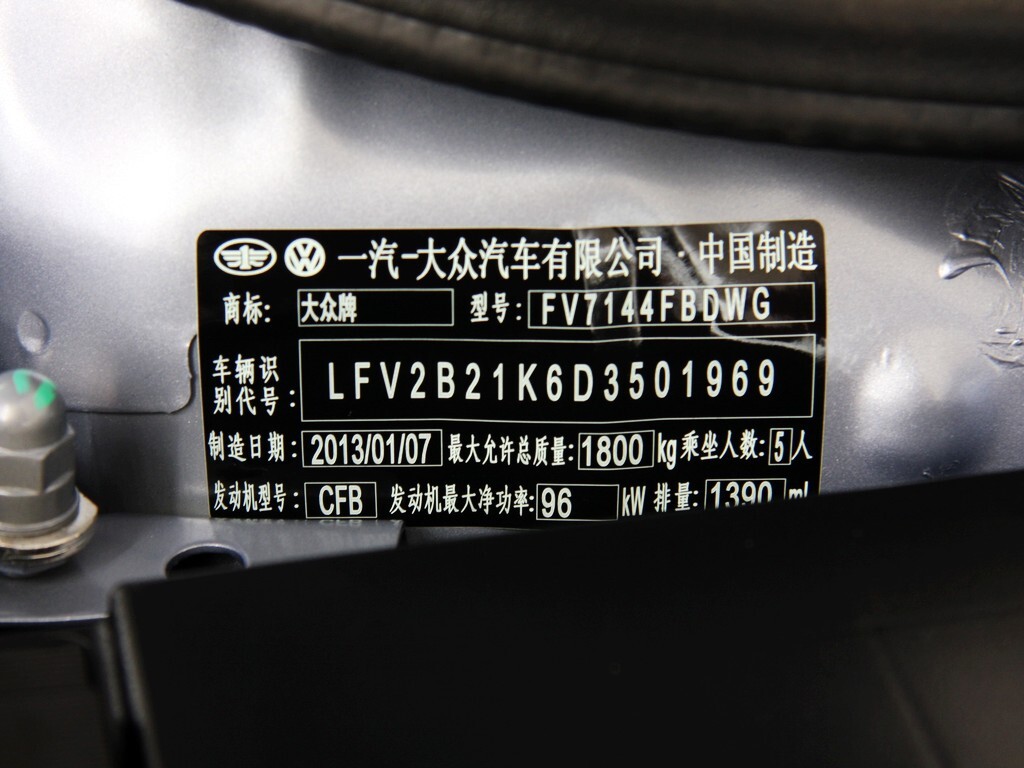 一汽-大众汽车有限公司·中国制造
商标: 大众牌 型号: FV7144FBDWG
车辆识别代号: LFV2B21K6D3501969
制造日期: 2013/01/07 最大允许总质量: 1800 kg 乘坐人数: 5 人
发动机型号: CFB 发动机最大净功率: 96 kW 排量: 1390 ml